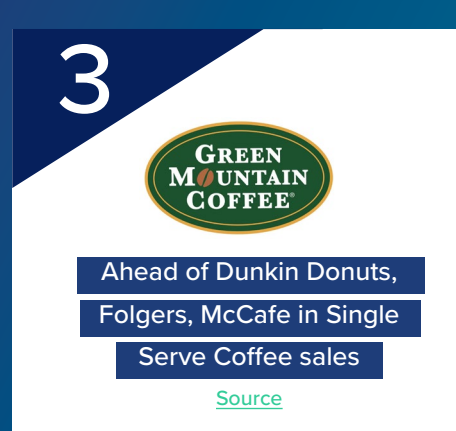 3
GREEN
MOUNTAIN
COFFEE®
Ahead of Dunkin Donuts,
Folgers, McCafe in Single
Serve Coffee sales
Source